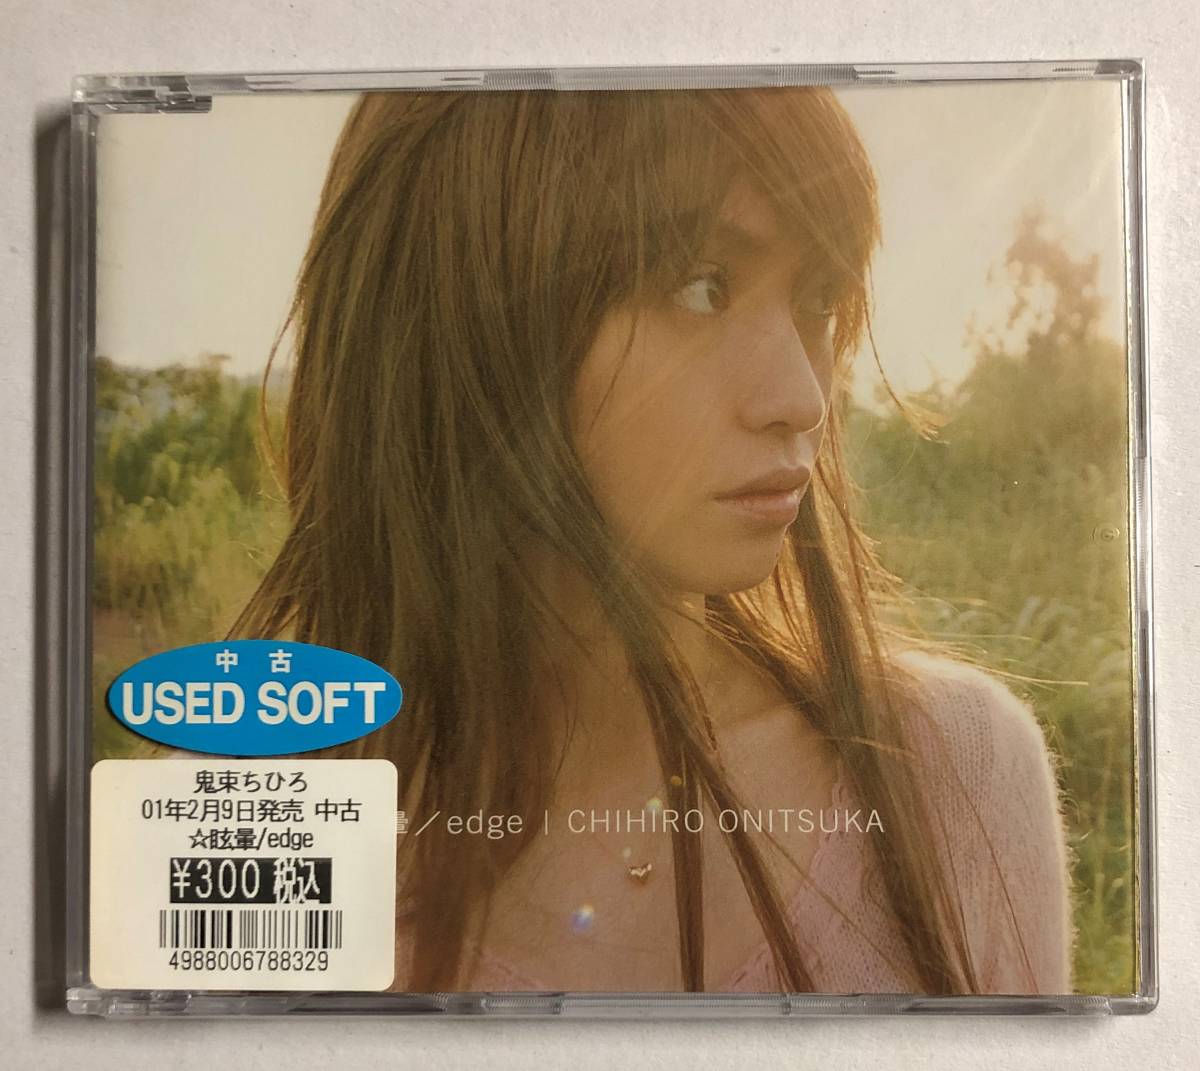 中古
USED SOFT
鬼束ちひろ
01年2月9日発売 中古
☆眩暈/edge
¥300 税込
4988006788329
暈／edge | CHIHIRO ONITSUKA